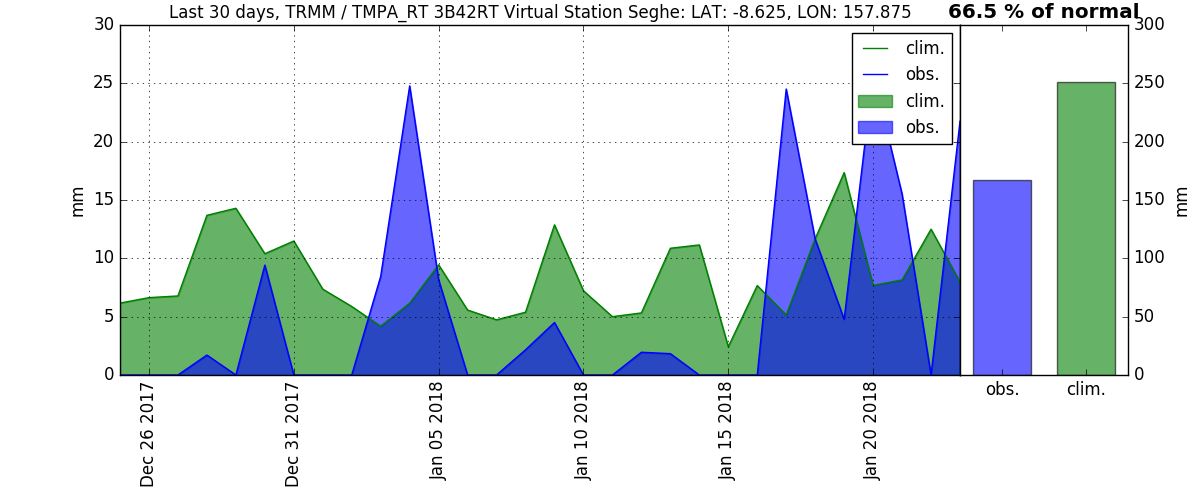 Last 30 days, TRMM / TMPA_RT 3B42RT Virtual Station Seghe: LAT: -8.625, LON: 157.875
66.5 % of normal
30
25
20
15
10
5
0
mm
clim.
obs.
clim.
obs.
Dec 26 2017
Dec 31 2017
Jan 05 2018
Jan 10 2018
Jan 15 2018
Jan 20 2018
300
250
200
150
100
50
0
mm
obs.
clim.